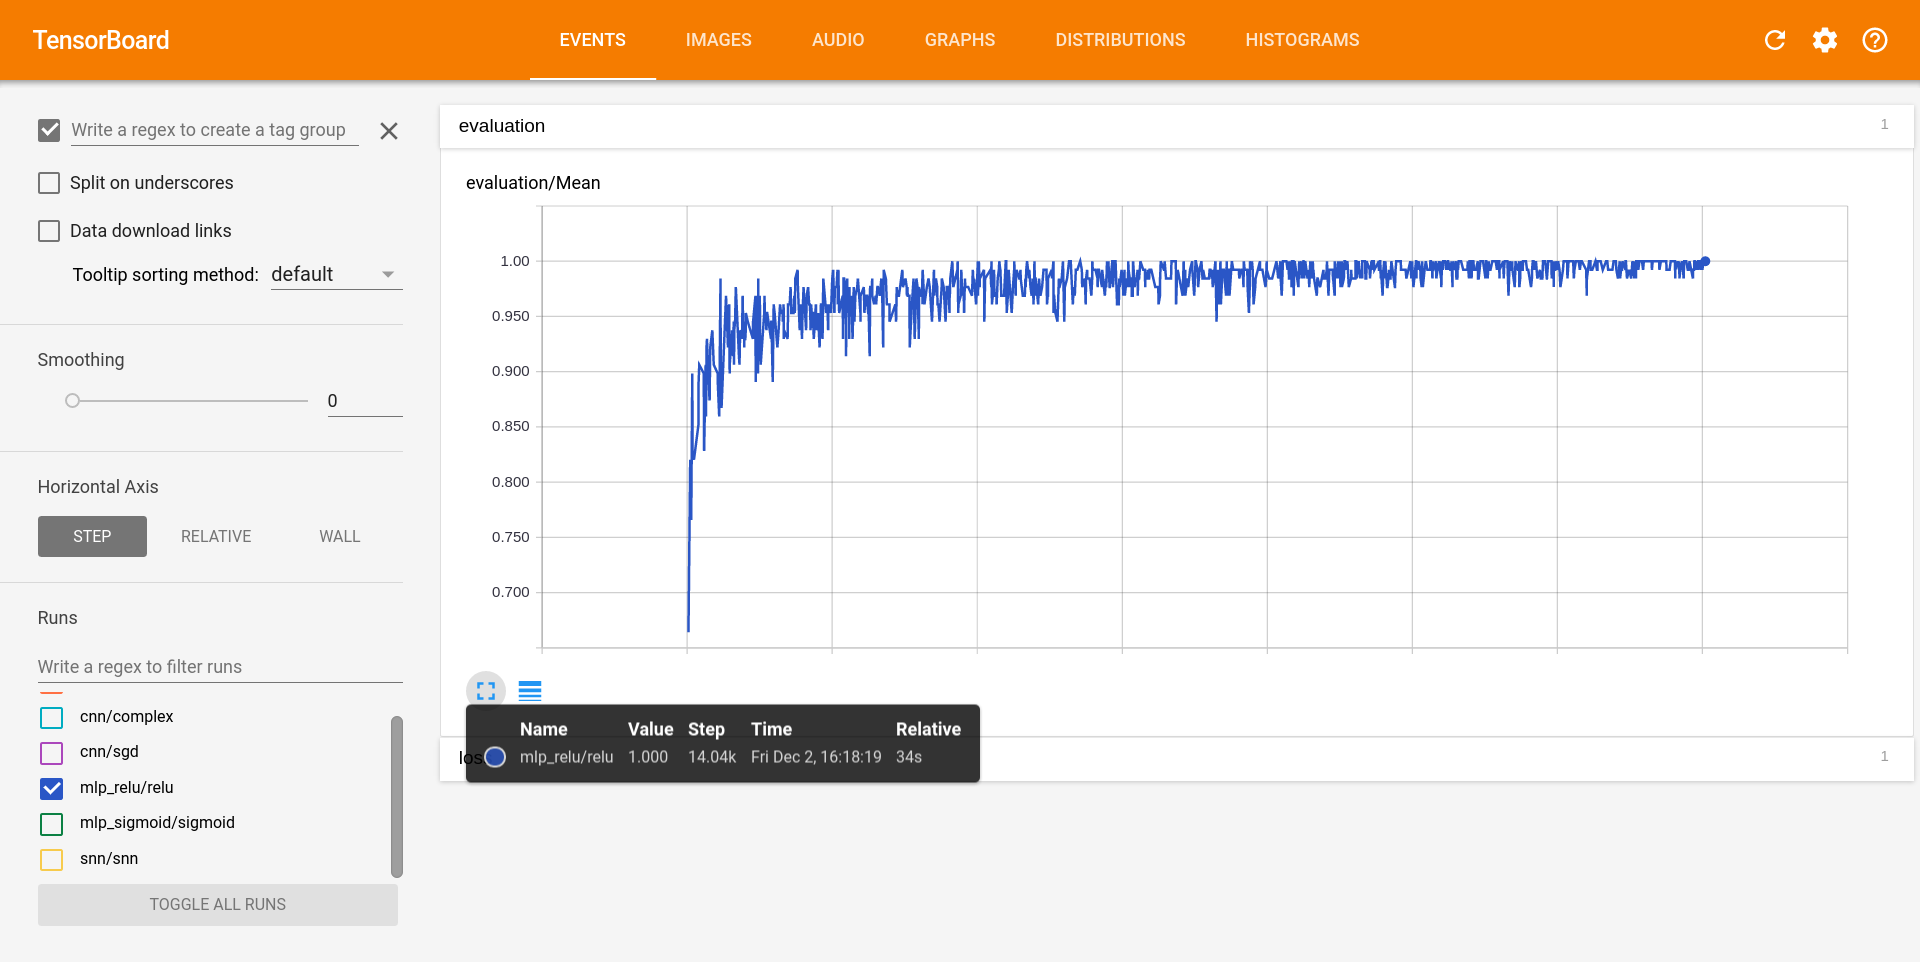 TensorBoard EVENTS IMAGES AUDIO GRAPHS DISTRIBUTIONS HISTOGRAMS
Write a regex to create a tag group
Split on underscores
Data download links
Tooltip sorting method: default
Smoothing
0
Horizontal Axis
STEP RELATIVE WALL
Runs
Write a regex to filter runs
cnn/complex
cnn/sgd
mlp_relu/relu
mlp_sigmoid/sigmoid
snn/snn
TOGGLE ALL RUNS
evaluation 1
evaluation/Mean
1.00
0.950
0.900
0.850
0.800
0.750
0.700
Name Value Step Time Relative
mlp_relu/relu 1.000 14.04k Fri Dec 2, 16:18:19 34s
1